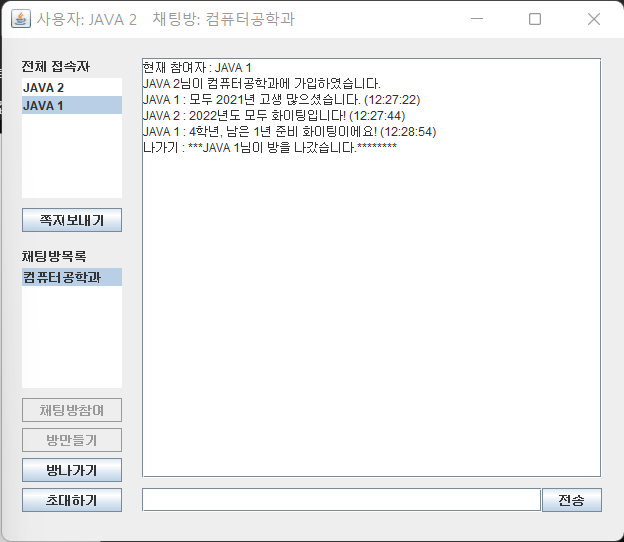 사용자: JAVA 2 채팅방: 컴퓨터공학과
전체 접속자
JAVA 2
JAVA 1
쪽지보내기
채팅방목록
컴퓨터공학과
채팅방참여
방만들기
방나가기
초대하기
현재 참여자 : JAVA 1
JAVA 2님이 컴퓨터공학과에 가입하였습니다.
JAVA 1 : 모두 2021년 고생 많으셨습니다. (12:27:22)
JAVA 2 : 2022년도 모두 화이팅입니다! (12:27:44)
JAVA 1 : 4학년, 남은 1년 준비 화이팅이에요! (12:28:54)
나가기 : ***JAVA 1님이 방을 나갔습니다.********
전송